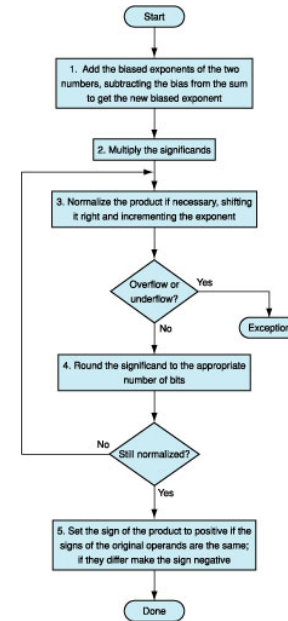 Start
1. Add the biased exponents of the two
numbers, subtracting the bias from the sum
to get the new biased exponent
2. Multiply the significands
3. Normalize the product if necessary, shifting
it right and incrementing the exponent
Overflow or
underflow?
Yes
Exception
No
4. Round the significand to the appropriate
number of bits
No
Still normalized?
Yes
5. Set the sign of the product to positive if the
signs of the original operands are the same;
if they differ make the sign negative
Done